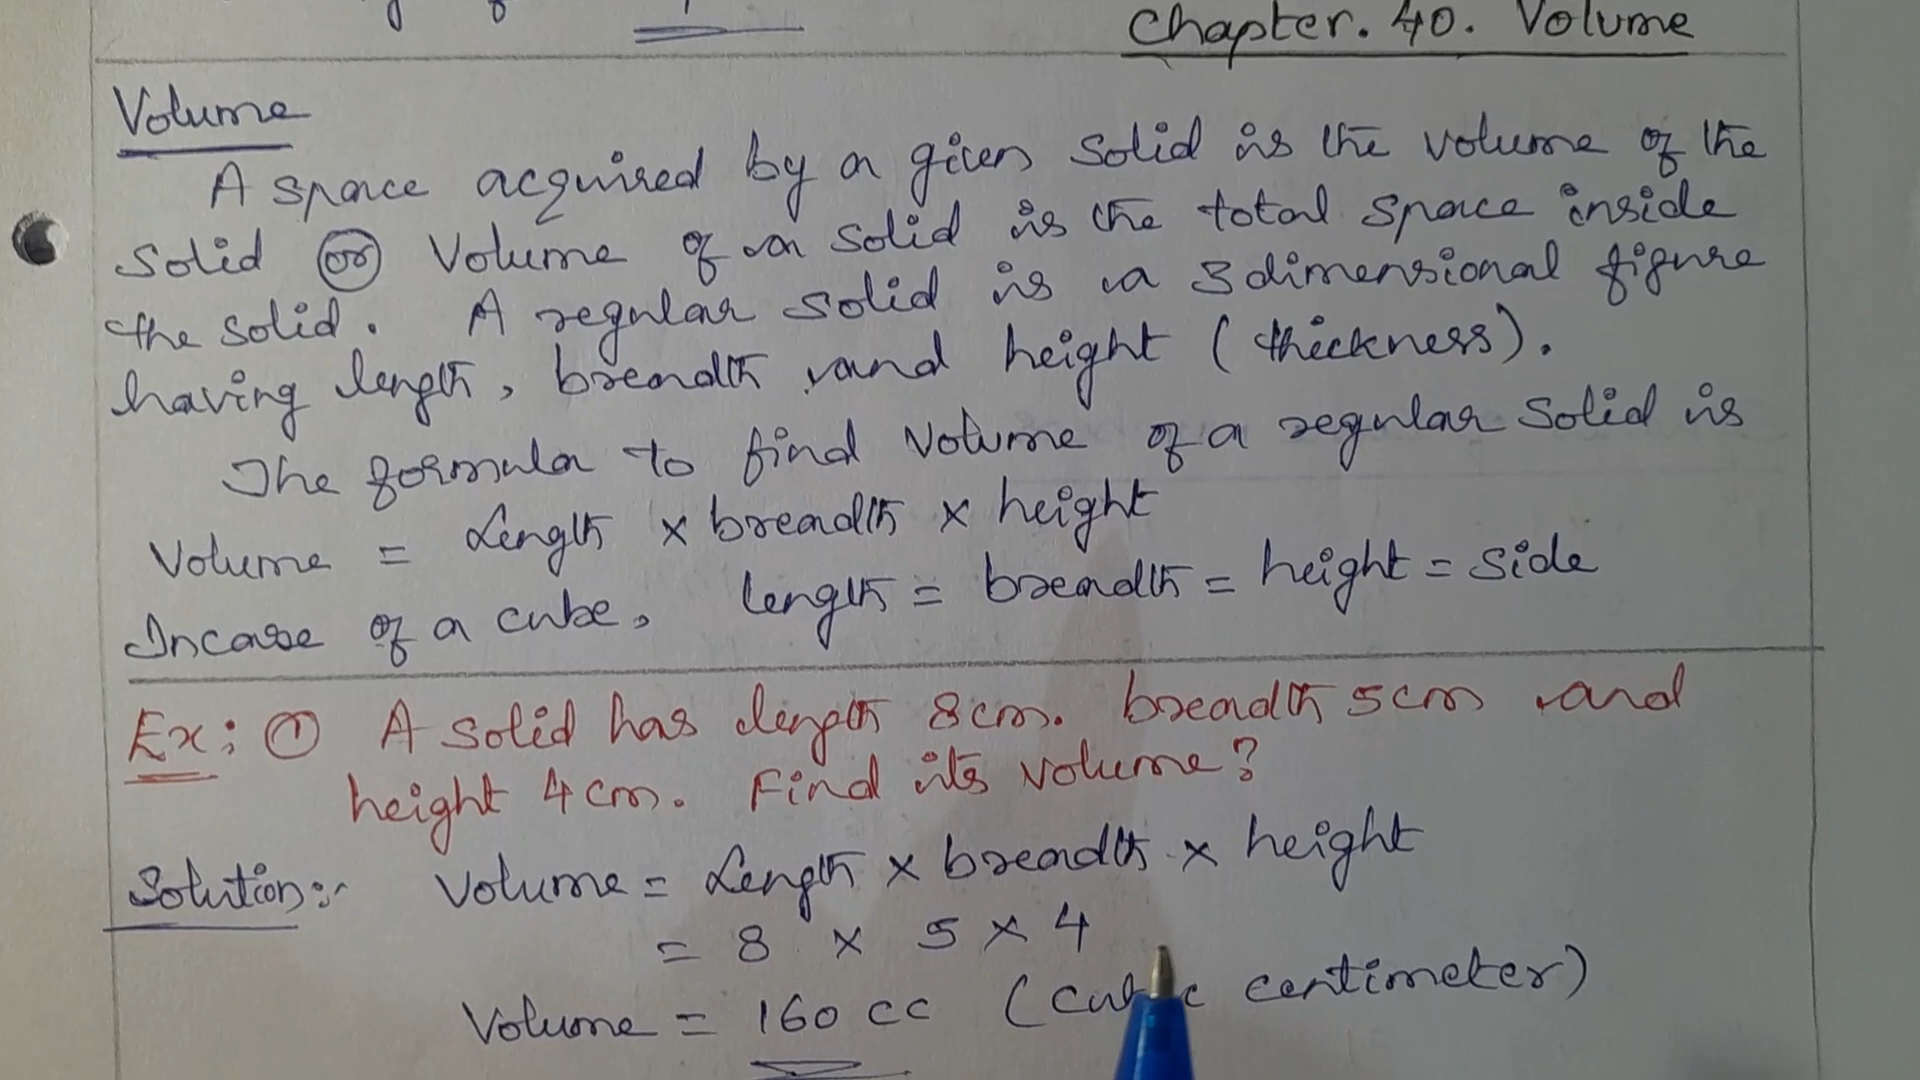 Chapter. 40. Volume
Volume
A space acquired by a given solid is the volume of the
solid (or) Volume of a solid is the total space inside
the solid. A regular solid is a 3dimensional figure
having length, breadth and height (thickness).
The formula to find Volume of a regular solid is
Volume = Length × breadth × height
Incase of a cube, length = breadth = height = side
Ex: ① A solid has length 8cm. breadth 5cm and
height 4cm. Find its volume?
Solution:- Volume = Length × breadth × height
= 8 × 5 × 4
Volume = 160 cc (Cubic centimeter)